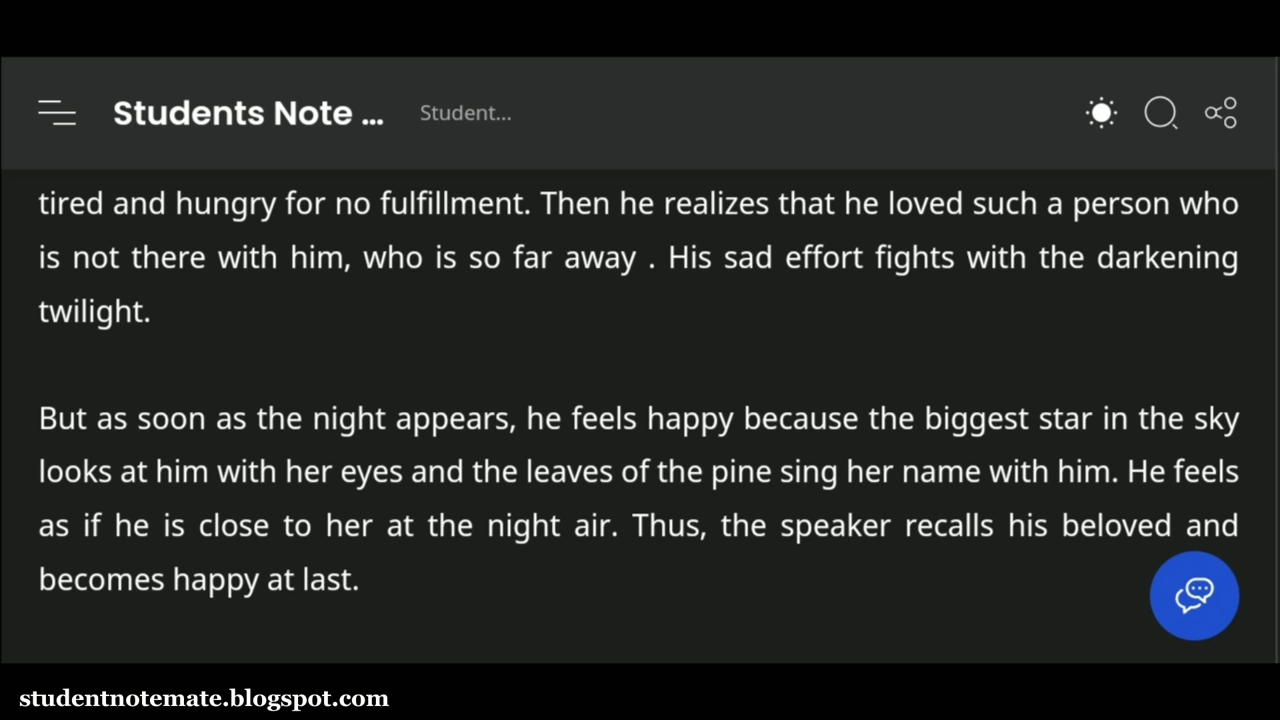 Students Note ... Student...
tired and hungry for no fulfillment. Then he realizes that he loved such a person who
is not there with him, who is so far away . His sad effort fights with the darkening
twilight.
But as soon as the night appears, he feels happy because the biggest star in the sky
looks at him with her eyes and the leaves of the pine sing her name with him. He feels
as if he is close to her at the night air. Thus, the speaker recalls his beloved and
becomes happy at last.
studentnotemate.blogspot.com